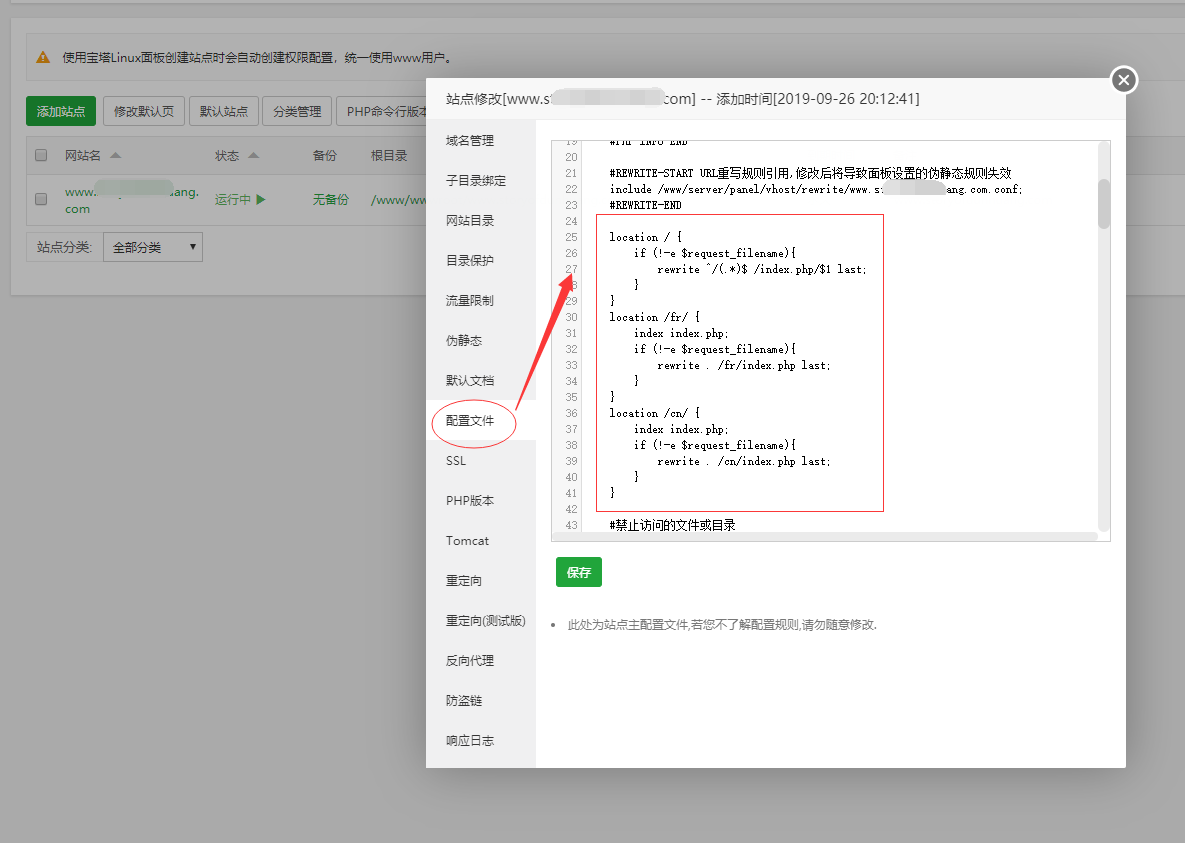 使用宝塔Linux面板创建站点时会自动创建权限配置，统一使用www用户。
添加站点
修改默认页
默认站点
分类管理
PHP命令行版本
网站名
状态
备份
根目录
www.
ang.
com
运行中
无备份
/www/ww
站点分类:
全部分类
站点修改[www.s
com] -- 添加时间[2019-09-26 20:12:41]
域名管理
子目录绑定
网站目录
目录保护
流量限制
伪静态
默认文档
配置文件
SSL
PHP版本
Tomcat
重定向
重定向(测试版)
反向代理
防盗链
响应日志
19 #PHP-INFO-END
20
21 #REWRITE-START URL重写规则引用,修改后将导致面板设置的伪静态规则失效
22 include /www/server/panel/vhost/rewrite/www.s ang.com.conf;
23 #REWRITE-END
24
25 location / {
26 if (!-e $request_filename){
27 rewrite ^/(.*)$ /index.php/$1 last;
28 }
29 }
30 location /fr/ {
31 index index.php;
32 if (!-e $request_filename){
33 rewrite . /fr/index.php last;
34 }
35 }
36 location /cn/ {
37 index index.php;
38 if (!-e $request_filename){
39 rewrite . /cn/index.php last;
40 }
41 }
42
43 #禁止访问的文件或目录
保存
此处为站点主配置文件,若您不了解配置规则,请勿随意修改.